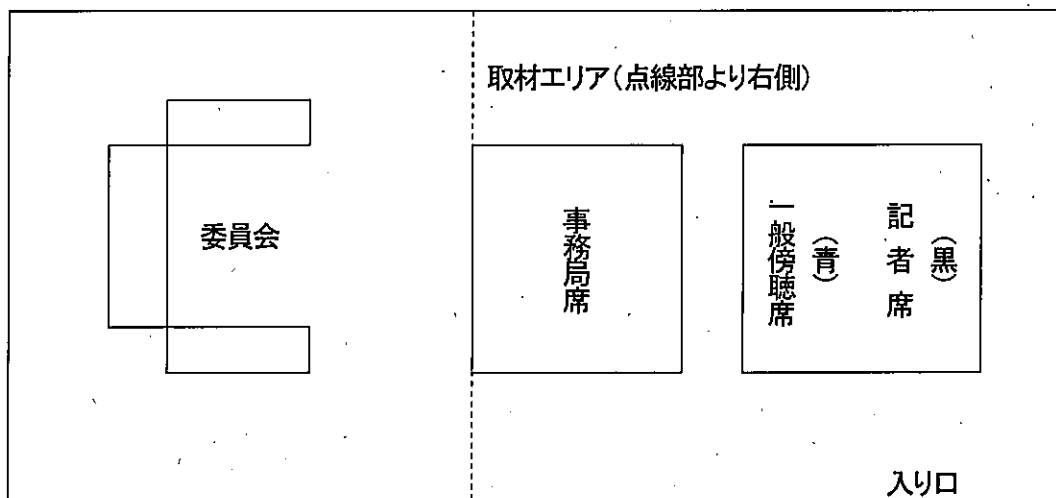 取材エリア（点線部より右側）
委員会
事務局席
一般傍聴席
（青）
記者席
（黒）
入り口